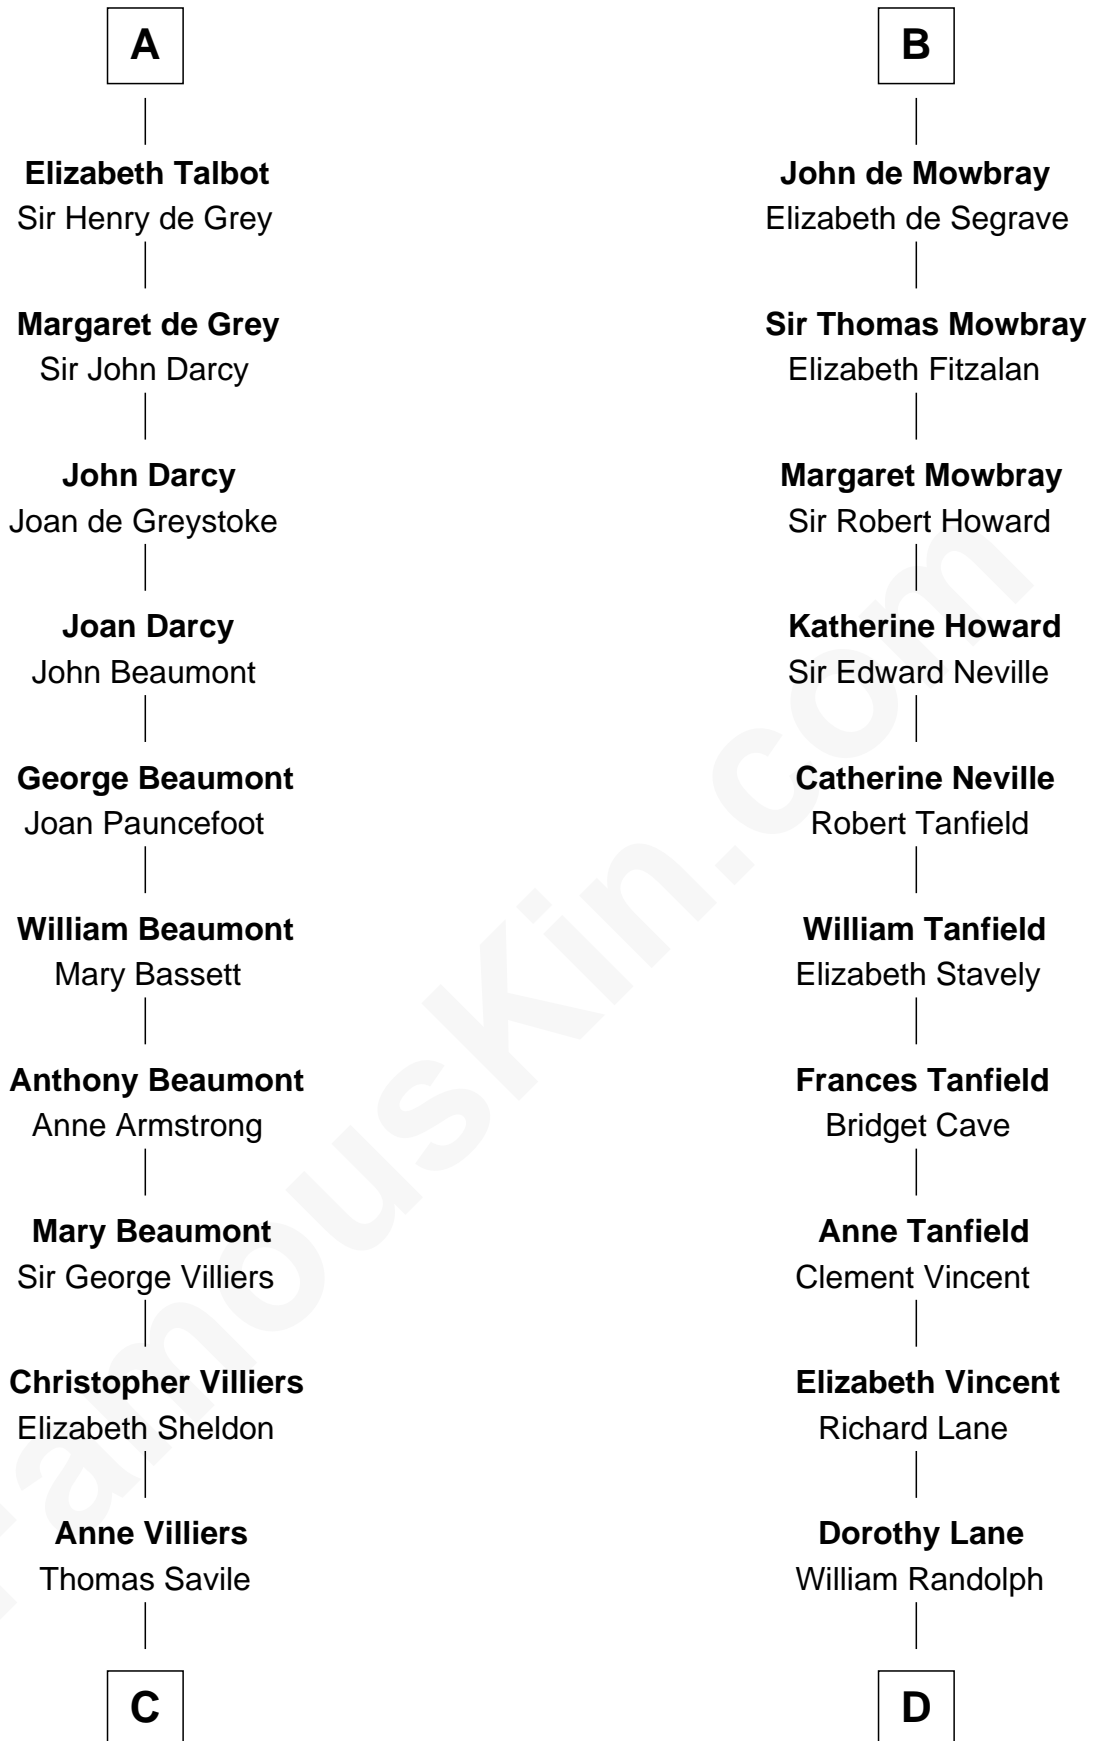 A
Elizabeth Talbot
Sir Henry de Grey
Margaret de Grey
Sir John Darcy
John Darcy
Joan de Greystoke
Joan Darcy
John Beaumont
George Beaumont
Joan Pauncefoot
William Beaumont
Mary Bassett
Anthony Beaumont
Anne Armstrong
Mary Beaumont
Sir George Villiers
Christopher Villiers
Elizabeth Sheldon
Anne Villiers
Thomas Savile
C
B
John de Mowbray
Elizabeth de Segrave
Sir Thomas Mowbray
Elizabeth Fitzalan
Margaret Mowbray
Sir Robert Howard
Katherine Howard
Sir Edward Neville
Catherine Neville
Robert Tanfield
William Tanfield
Elizabeth Stavely
Frances Tanfield
Bridget Cave
Anne Tanfield
Clement Vincent
Elizabeth Vincent
Richard Lane
Dorothy Lane
William Randolph
D
FamousKin.com